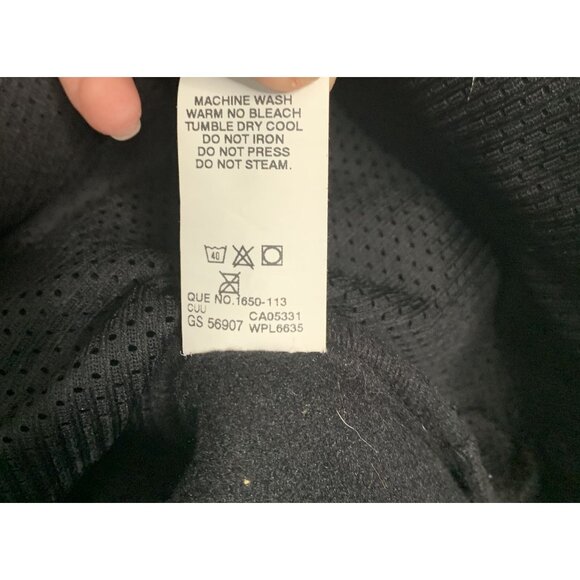 MACHINE WASH
WARM NO BLEACH
TUMBLE DRY COOL
DO NOT IRON
DO NOT PRESS
DO NOT STEAM.
40
QUE NO.1650-113
CUU CA05331
GS 56907 WPL6635